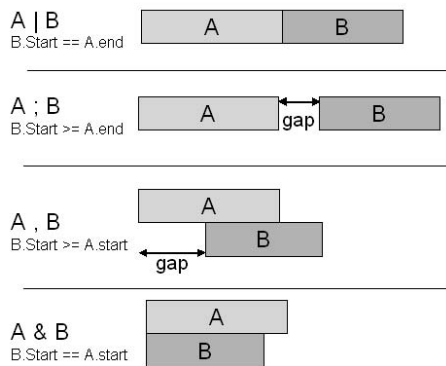 A | B
B.Start == A.end
A
B
A ; B
B.Start >= A.end
A
gap
B
A , B
B.Start >= A.start
A
B
gap
A & B
B.Start == A.start
A
B